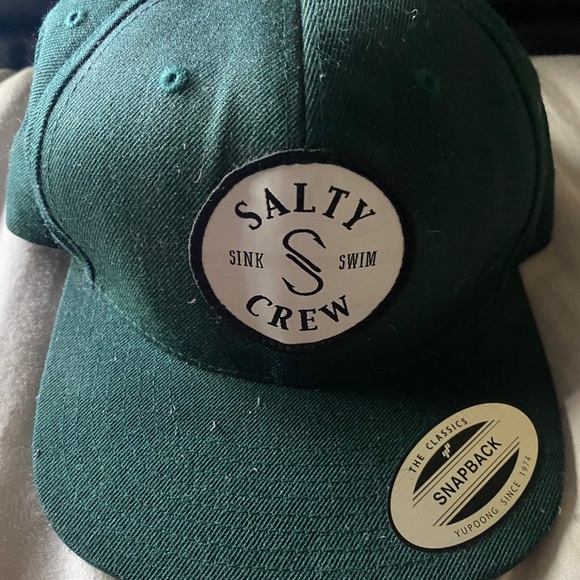 SALTY
SINK SWIM
CREW
THE CLASSICS
SNAPBACK
YUPOONG SINCE 1974